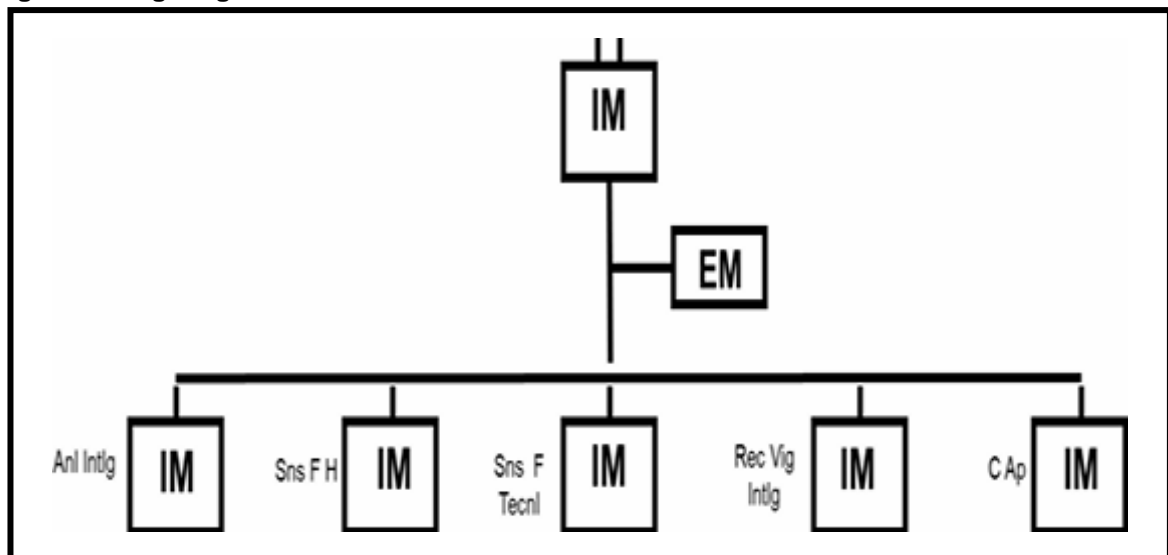 IM
EM
Anl Intlg
IM
Sns F H
IM
Sns F
Tecnl
IM
Rec Vig
Intlg
IM
C Ap
IM